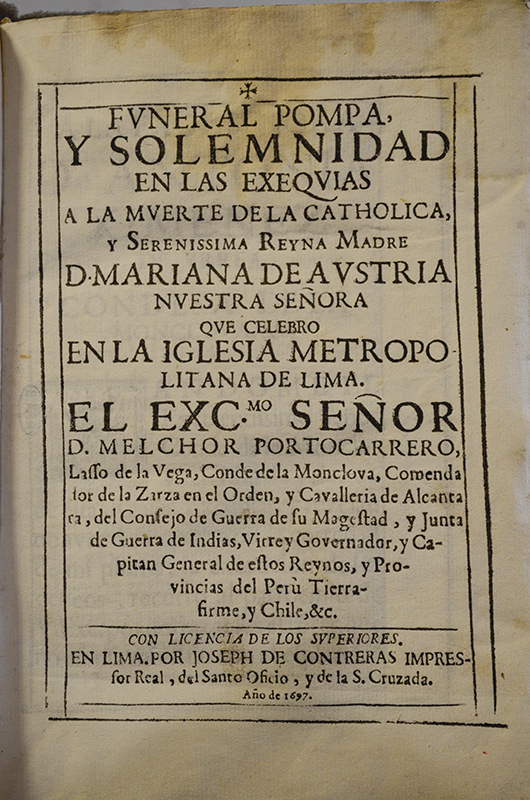 ✠
FVNERAL POMPA,
Y SOLEMNIDAD
EN LAS EXEQVIAS
A LA MVERTE DE LA CATHOLICA,
Y SERENISSIMA REYNA MADRE
D. MARIANA DE AVSTRIA
NVESTRA SEÑORA
QVE CELEBRO
EN LA IGLESIA METROPO-
LITANA DE LIMA.
EL EXC.MO SEÑOR
D. MELCHOR PORTOCARRERO,
Lasso de la Vega, Conde de la Monclova, Comenda
dor de la Zarza en el Orden, y Cavalleria de Alcanta
ra, del Consejo de Guerra de su Magestad, y Junta
de Guerra de Indias, Virrey Governador, y Ca-
pitan General de estos Reynos, y Pro-
vincias del Perù Tierra-
firme, y Chile, &c.
CON LICENCIA DE LOS SVPERIORES.
EN LIMA. POR JOSEPH DE CONTRERAS IMPRES-
sor Real, del Santo Oficio, y de la S. Cruzada.
Año de 1697.